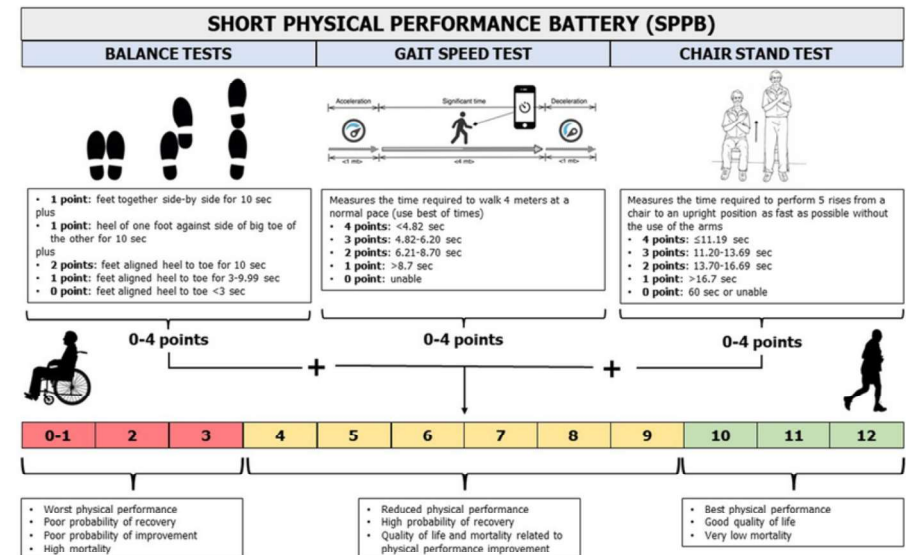 SHORT PHYSICAL PERFORMANCE BATTERY (SPPB)
BALANCE TESTS
GAIT SPEED TEST
CHAIR STAND TEST
Acceleration
Significant time
Deceleration
<1 mt>
<4 mt>
<1 mt>
• 1 point: feet together side-by side for 10 sec
plus
• 1 point: heel of one foot against side of big toe of
the other for 10 sec
plus
• 2 points: feet aligned heel to toe for 10 sec
• 1 point: feet aligned heel to toe for 3-9.99 sec
• 0 point: feet aligned heel to toe <3 sec
Measures the time required to walk 4 meters at a
normal pace (use best of times)
• 4 points: <4.82 sec
• 3 points: 4.82-6.20 sec
• 2 points: 6.21-8.70 sec
• 1 point: >8.7 sec
• 0 point: unable
Measures the time required to perform 5 rises from a
chair to an upright position as fast as possible without
the use of the arms
• 4 points: ≤11.19 sec
• 3 points: 11.20-13.69 sec
• 2 points: 13.70-16.69 sec
• 1 point: >16.7 sec
• 0 point: 60 sec or unable
0-4 points
+
0-4 points
+
0-4 points
0-1 2 3 4 5 6 7 8 9 10 11 12
• Worst physical performance
• Poor probability of recovery
• Poor probability of improvement
• High mortality
• Reduced physical performance
• High probability of recovery
• Quality of life and mortality related to
physical performance improvement
• Best physical performance
• Good quality of life
• Very low mortality